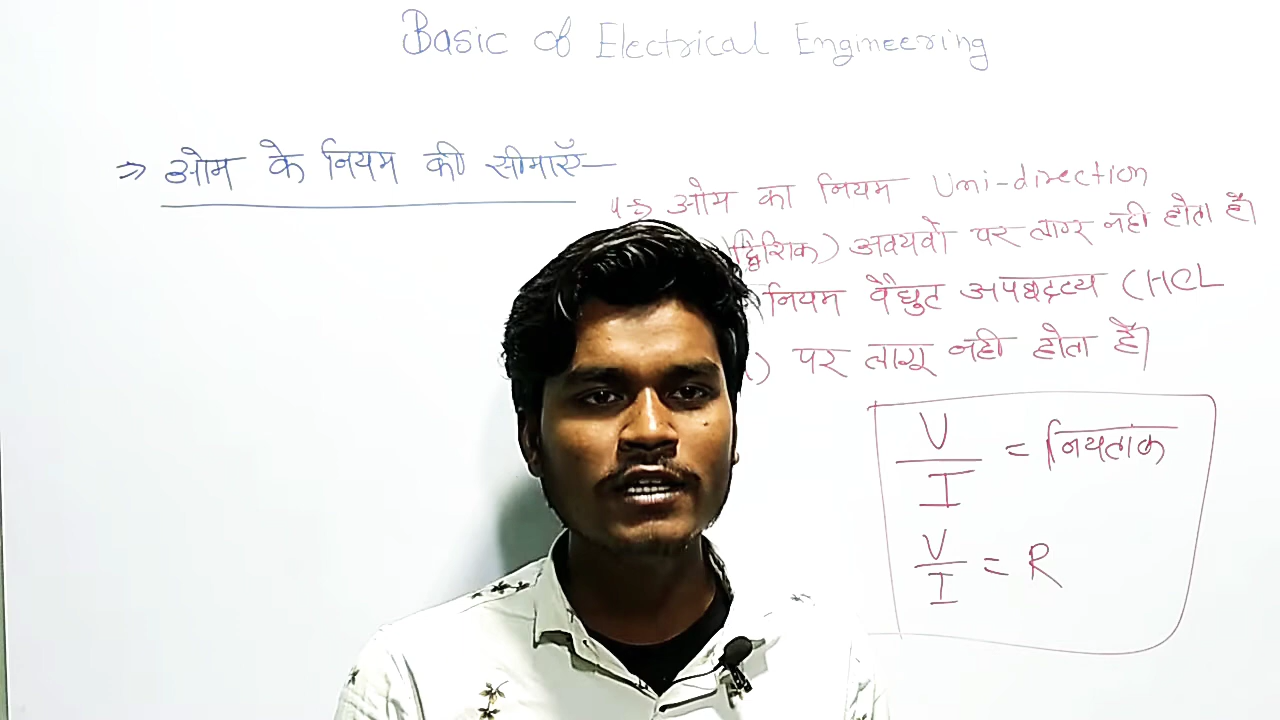 Basic of Electrical Engineering
⇒ ओम के नियम की सीमाएँ—
ओम का नियम Uni-direction
अवयवों पर लागू नही होता है।
नियम वैद्युत अपघट्य (HCL
) पर लागू नही होता है।
V/I = नियतांक
V/I = R